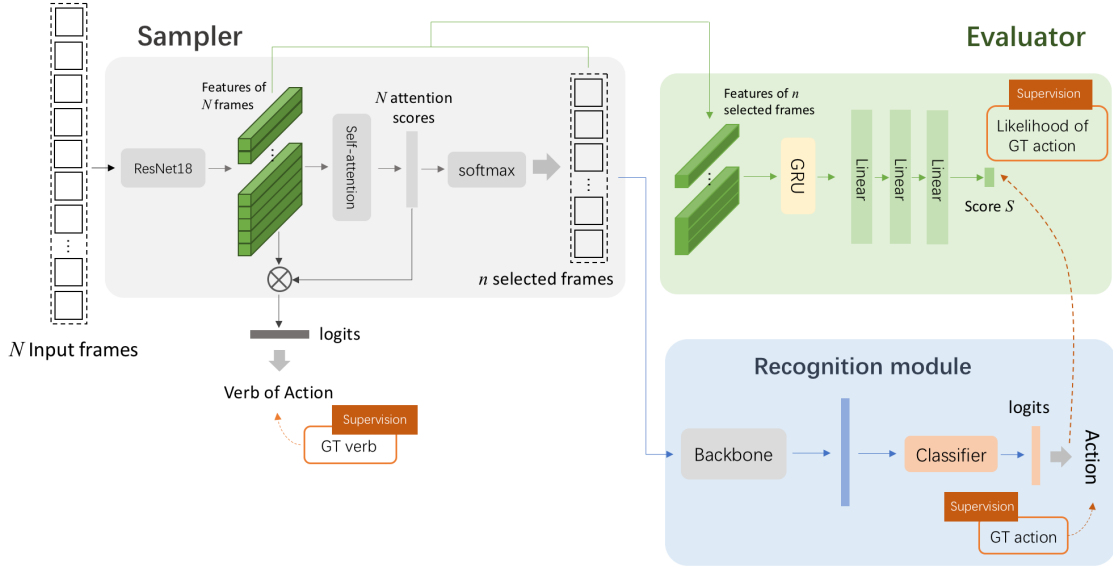 Sampler
Evaluator
Features of
N frames
N attention
scores
ResNet18
Self-attention
softmax
n selected frames
N Input frames
logits
Verb of Action
Supervision
GT verb
Features of n
selected frames
GRU
Linear
Linear
Linear
Score S
Supervision
Likelihood of
GT action
Recognition module
Backbone
Classifier
logits
Action
Supervision
GT action